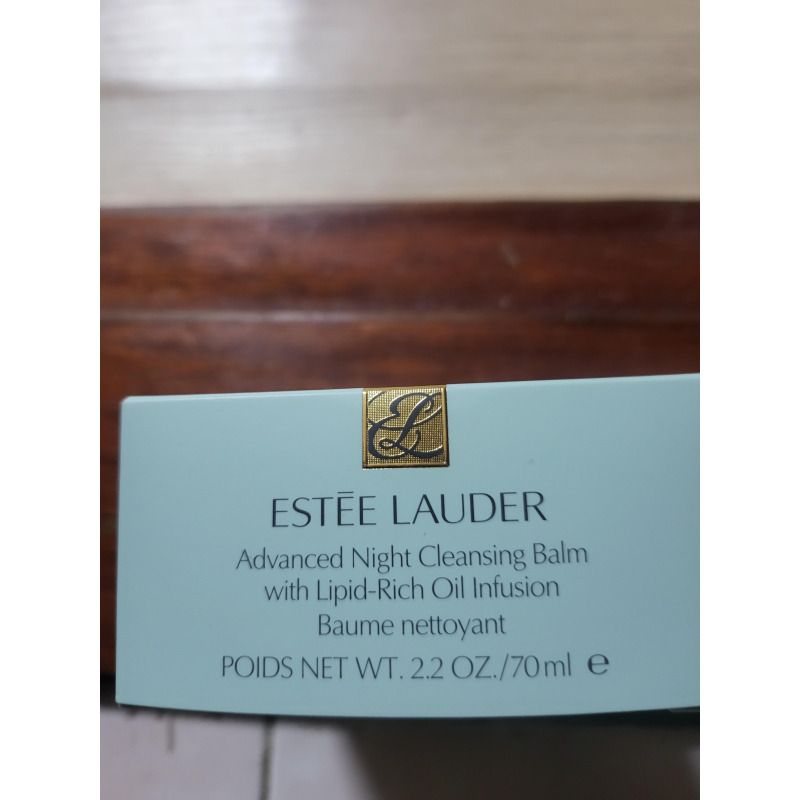 EL
ESTĒE LAUDER
Advanced Night Cleansing Balm
with Lipid-Rich Oil Infusion
Baume nettoyant
POIDS NET WT. 2.2 OZ./70ml ℮